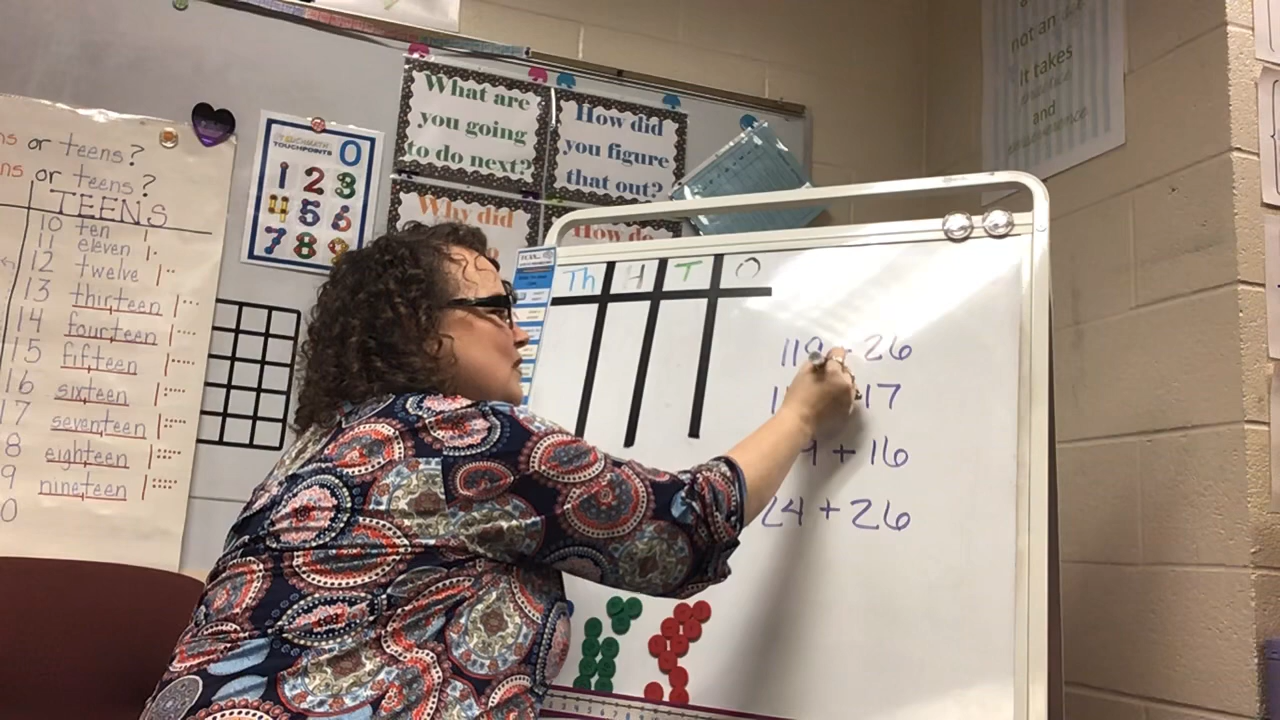 ns or teens?
ns or teens?
TEENS
10 ten
11 eleven
12 twelve
13 thirteen
14 fourteen
15 fifteen
16 sixteen
17 seventeen
8 eighteen
9 nineteen
0
TOUCHMATH
TOUCHPOINTS
0
1 2 3
4 5 6
7 8 9
What are
you going
to do next?
How did
you figure
that out?
Why did
How do
not an
It takes
and
Th H T O
+ 26
17
+ 16
24 + 26